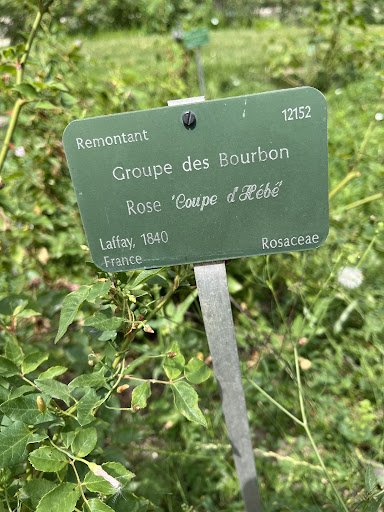 Remontant 12152
Groupe des Bourbon
Rose 'Coupe d'Hébé'
Laffay, 1840
France Rosaceae